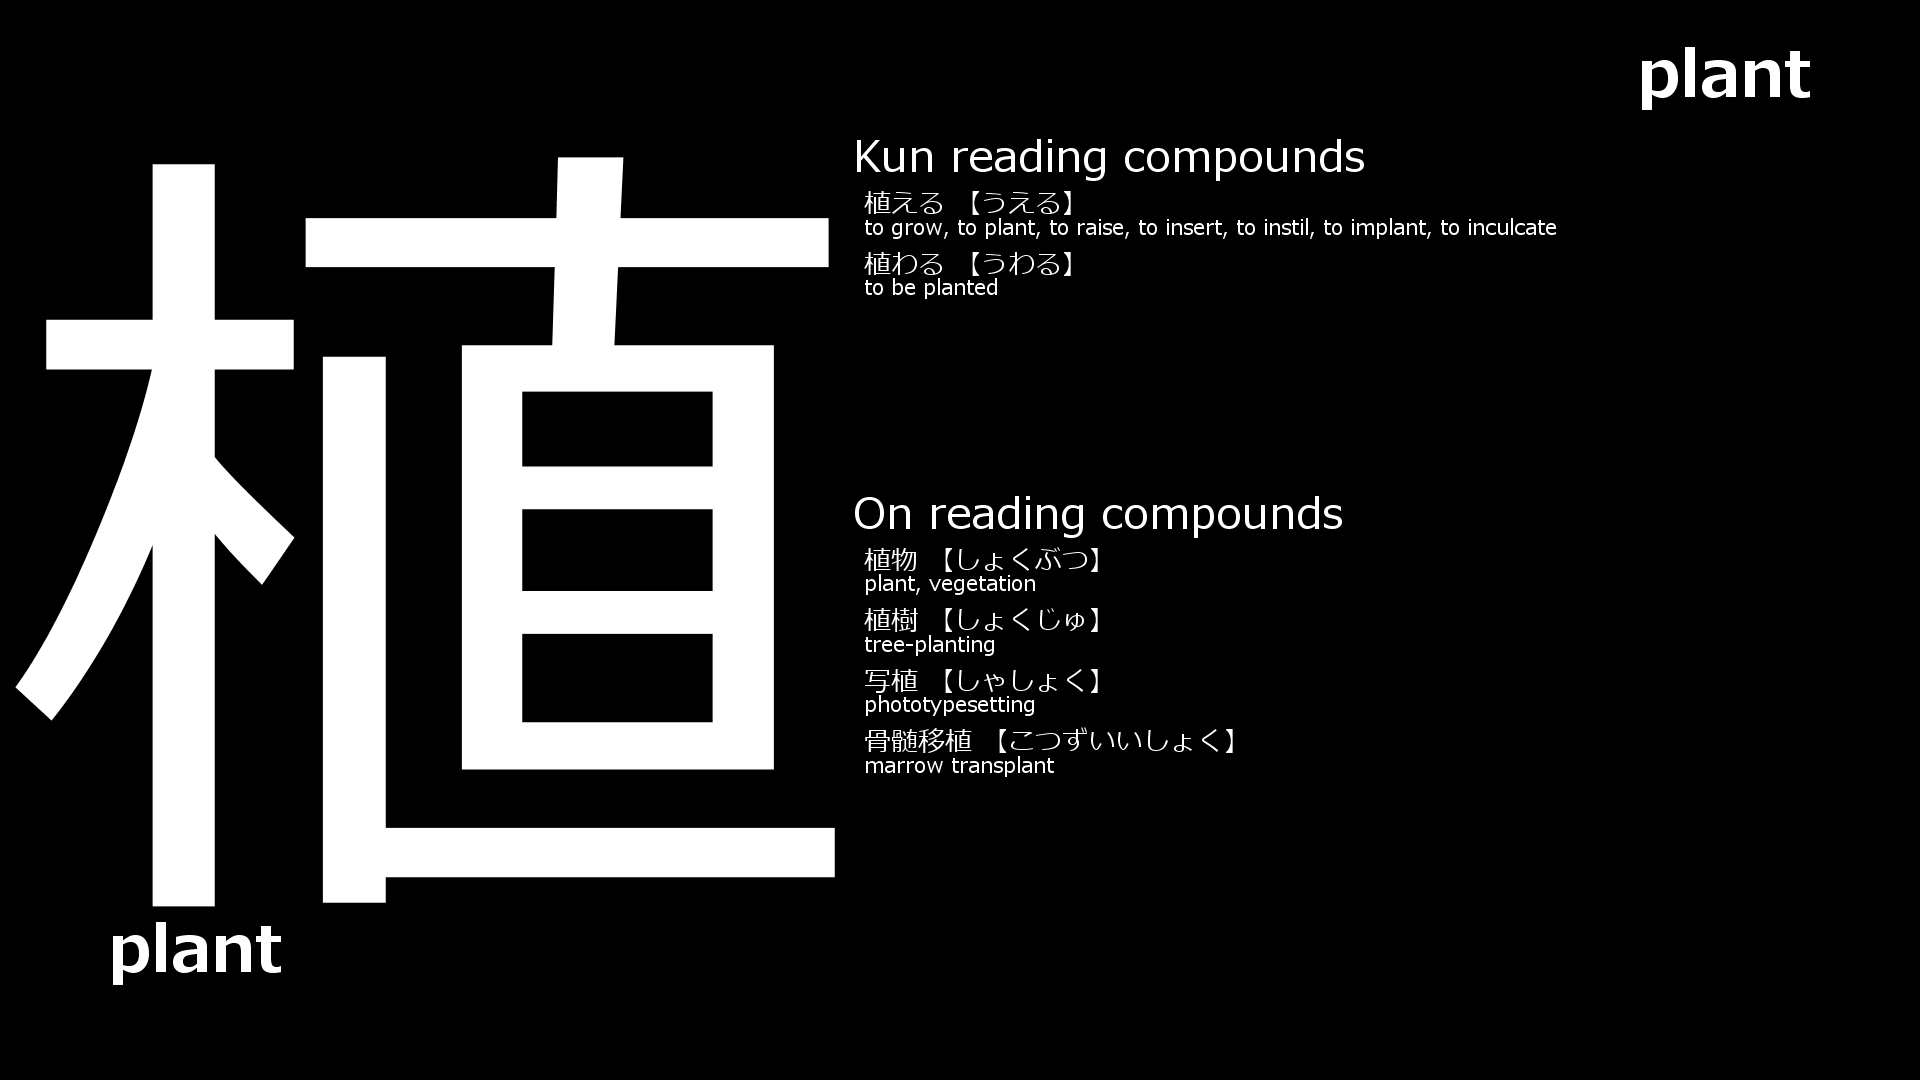 plant
植
plant
Kun reading compounds
植える 【うえる】
to grow, to plant, to raise, to insert, to instil, to implant, to inculcate
植わる 【うわる】
to be planted
On reading compounds
植物 【しょくぶつ】
plant, vegetation
植樹 【しょくじゅ】
tree-planting
写植 【しゃしょく】
phototypesetting
骨髄移植 【こつずいいしょく】
marrow transplant